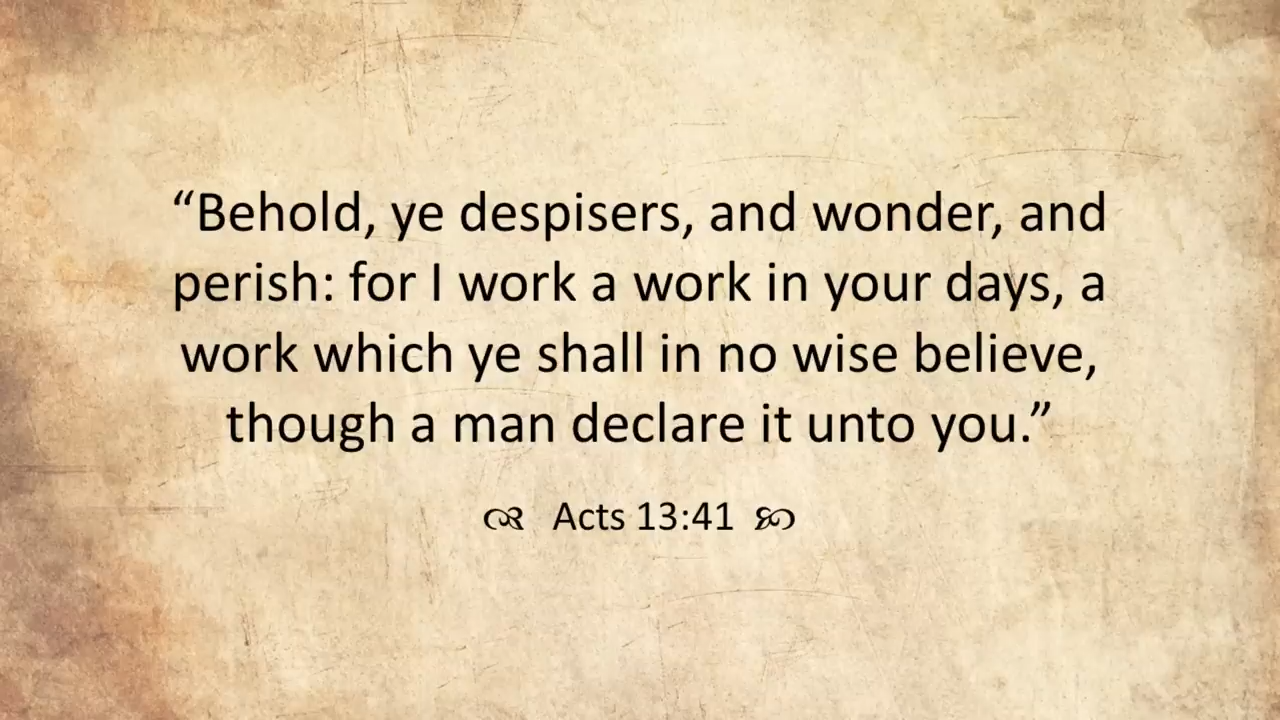 “Behold, ye despisers, and wonder, and
perish: for I work a work in your days, a
work which ye shall in no wise believe,
though a man declare it unto you.”
Acts 13:41